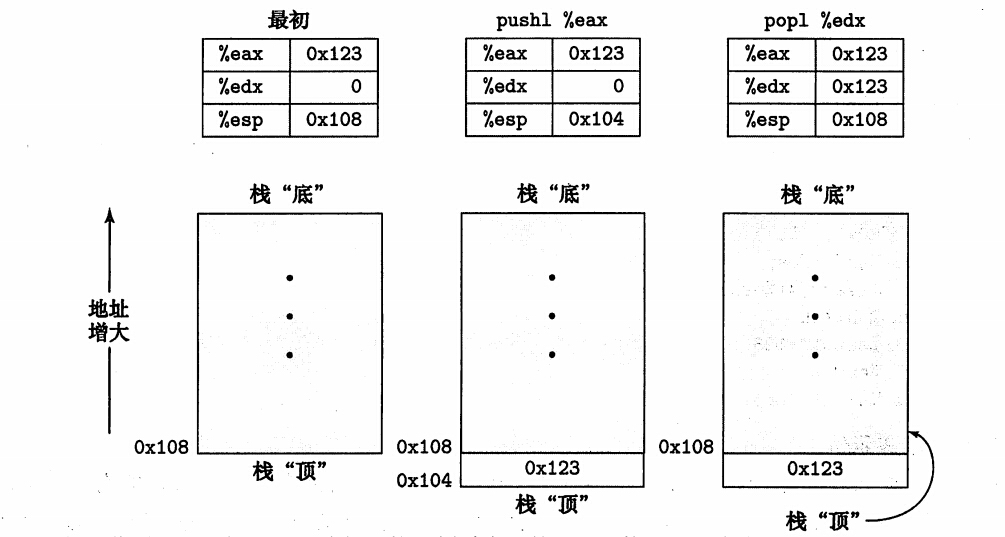 最初
%eax 0x123
%edx 0
%esp 0x108
pushl %eax
%eax 0x123
%edx 0
%esp 0x104
popl %edx
%eax 0x123
%edx 0x123
%esp 0x108
地址
增大
栈“底”
0x108
栈“顶”
栈“底”
0x108
0x123
0x104
栈“顶”
栈“底”
0x108
0x123
栈“顶”